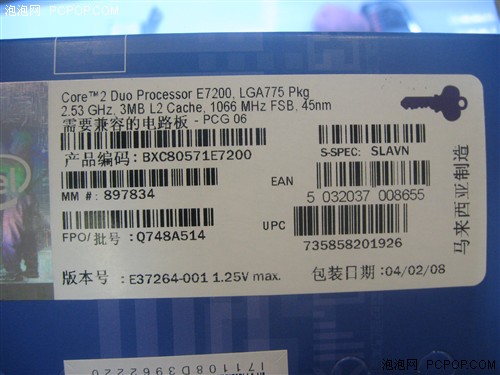 泡泡网 PCPOP.COM
Core™2 Duo Processor E7200, LGA775 Pkg
2.53 GHz, 3MB L2 Cache, 1066 MHz FSB, 45nm
需要兼容的电路板 - PCG 06
产品编码: BXC80571E7200
S-SPEC: SLAVN
MM #: 897834
EAN
5 032037 008655
FPO/批号: Q748A514
UPC
735858201926
版本号: E37264-001 1.25V max.
包装日期: 04/02/08
马来西亚制造
171108D3962220
泡泡网 PCPOP.COM